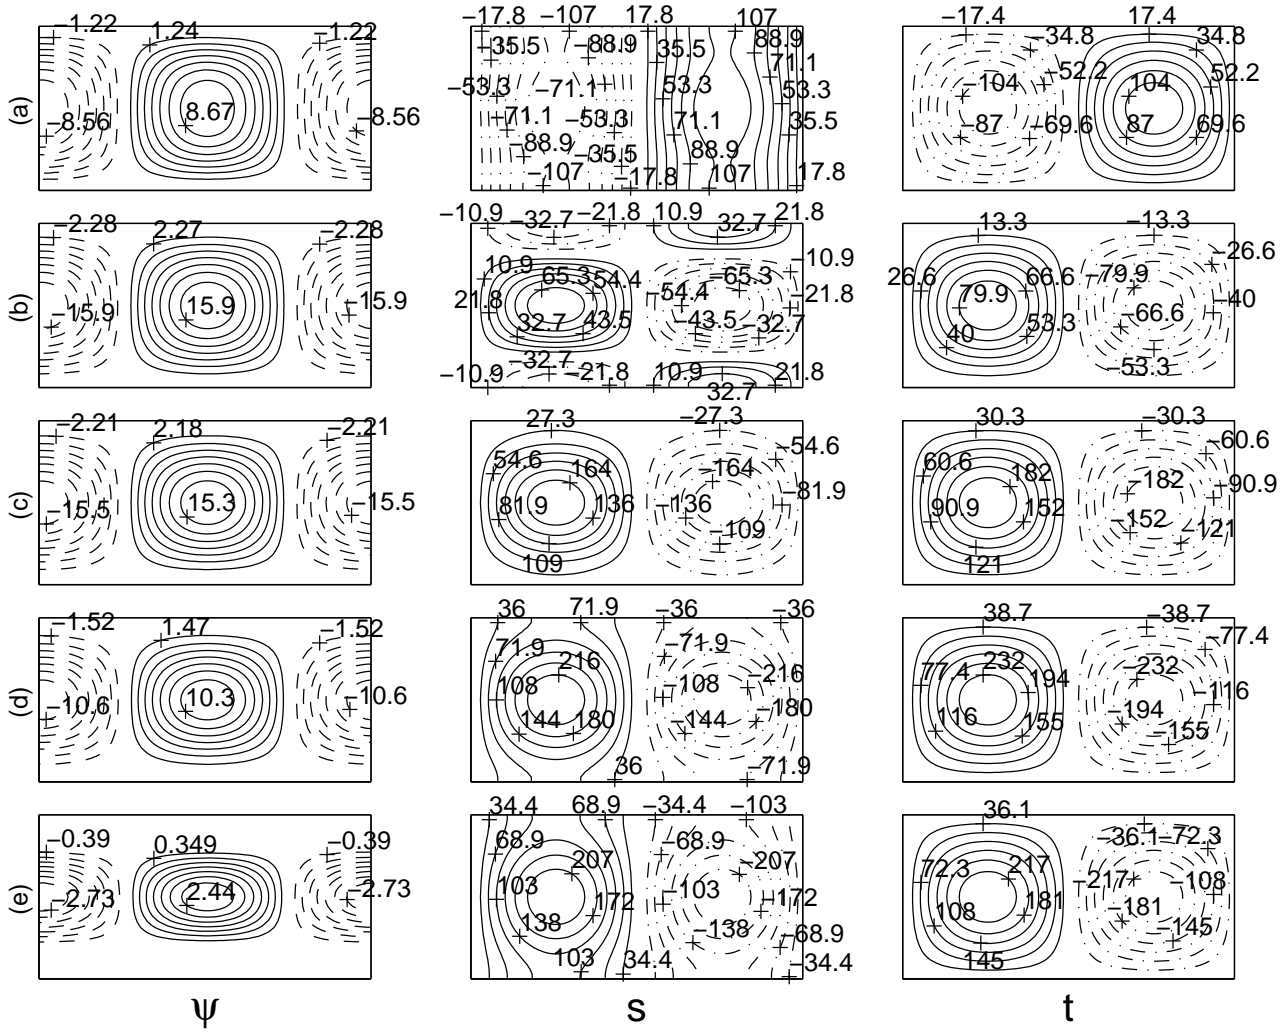 −1.22 1.24 −1.22 −17.8 −107 17.8 107 −17.4 17.4
−35.5 −88.9 35.5 88.9 −34.8 34.8
−53.3 −71.1 53.3 71.1 53.3 −104 −52.2 104 52.2
(a) −8.56 8.67 −8.56 −71.1 −53.3 71.1 35.5 −87 −69.6 87 69.6
−88.9 −35.5 88.9
−107 −17.8 107 17.8
−2.28 2.27 −2.28 −10.9 −32.7 −21.8 10.9 32.7 21.8 13.3 −13.3
10.9 65.3 54.4 −65.3 −10.9 26.6 66.6 −79.9 −26.6
(b) −15.9 15.9 −15.9 21.8 −54.4 −21.8 79.9 −40
32.7 43.5 −43.5 −32.7 40 53.3 −66.6
−10.9 −32.7 −21.8 10.9 32.7 21.8 −53.3
−2.21 2.18 −2.21 27.3 −27.3 30.3 −30.3
54.6 164 −164 −54.6 60.6 182 −182 −60.6
(c) −15.5 15.3 −15.5 81.9 136 −136 −81.9 90.9 152 −152 −90.9
109 −109 121 −121
−1.52 1.47 −1.52 36 71.9 −36 −36 38.7 −38.7
71.9 216 −71.9 −216 77.4 232 194 −232 −77.4
(d) −10.6 10.3 −10.6 108 −108 −180 116 −194 −116
144 180 −144 155 −155
36 −71.9
−0.39 0.349 −0.39 34.4 68.9 −34.4 −103 36.1 −36.1 −72.3
68.9 207 −68.9 −207 72.3 217 −217 −108
(e) −2.73 2.44 −2.73 103 172 −103 −172 108 181 −181
138 −138 −68.9 −145
103 34.4 −34.4 145
ψ s t